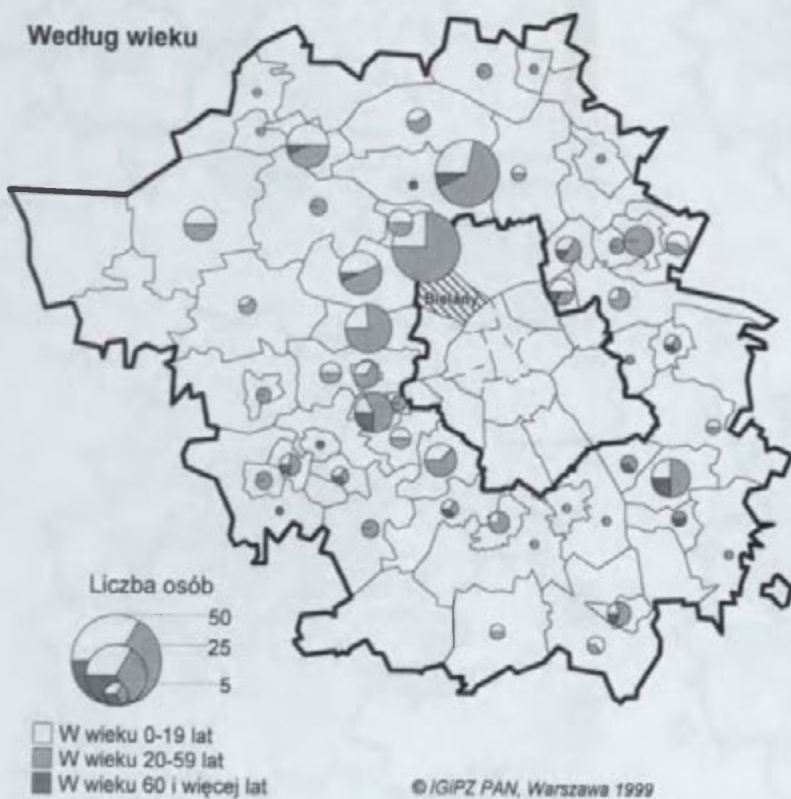 Według wieku
Bielany
Liczba osób
50
25
5
W wieku 0-19 lat
W wieku 20-59 lat
W wieku 60 i więcej lat
© IGiPZ PAN, Warszawa 1999